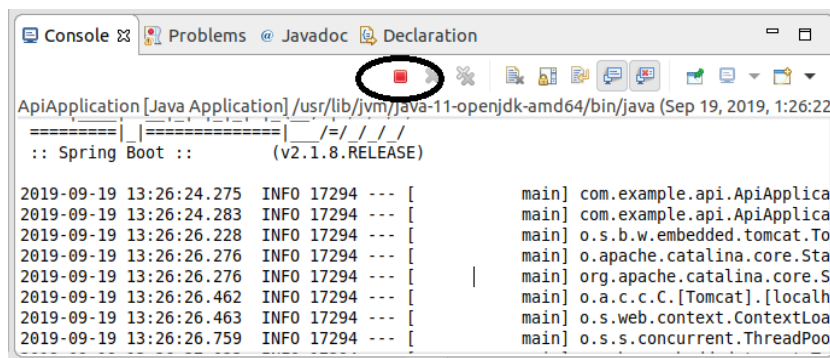 Console Problems @ Javadoc Declaration
ApiApplication [Java Application] /usr/lib/jvm/java-11-openjdk-amd64/bin/java (Sep 19, 2019, 1:26:22
=========|_|==============|___/=/_/_/_/
:: Spring Boot :: (v2.1.8.RELEASE)
2019-09-19 13:26:24.275 INFO 17294 --- [ main] com.example.api.ApiApplica
2019-09-19 13:26:24.283 INFO 17294 --- [ main] com.example.api.ApiApplica
2019-09-19 13:26:26.228 INFO 17294 --- [ main] o.s.b.w.embedded.tomcat.To
2019-09-19 13:26:26.276 INFO 17294 --- [ main] o.apache.catalina.core.Sta
2019-09-19 13:26:26.276 INFO 17294 --- [ main] org.apache.catalina.core.S
2019-09-19 13:26:26.462 INFO 17294 --- [ main] o.a.c.c.C.[Tomcat].[localh
2019-09-19 13:26:26.463 INFO 17294 --- [ main] o.s.web.context.ContextLoa
2019-09-19 13:26:26.759 INFO 17294 --- [ main] o.s.s.concurrent.ThreadPoo